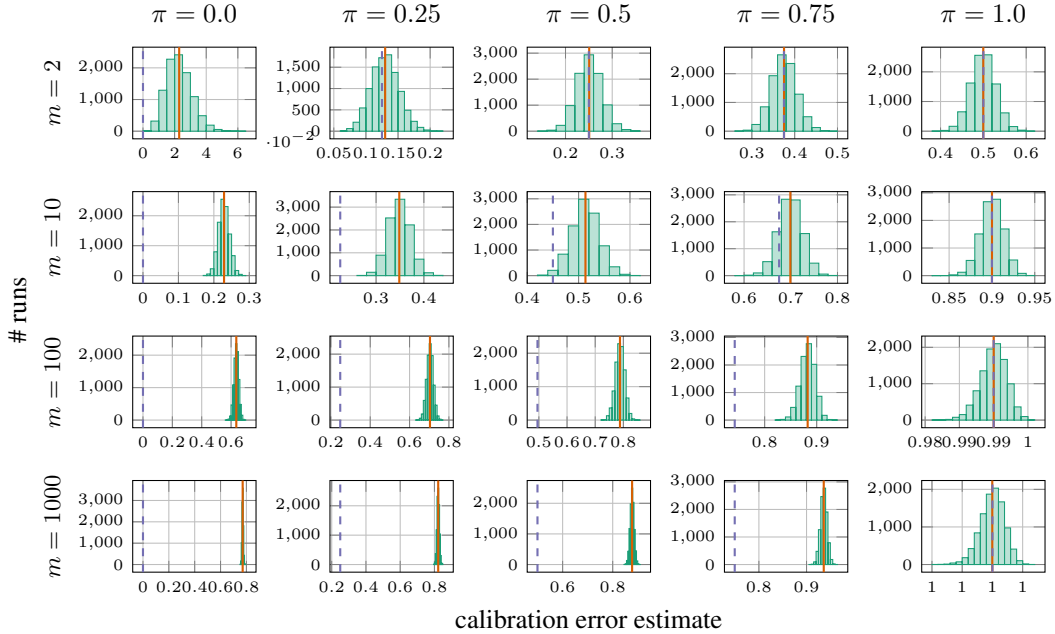 π = 0.0 π = 0.25 π = 0.5 π = 0.75 π = 1.0
m = 2
2,000 1,000 0
0 2 4 6
·10⁻²
1,500 1,000 500 0
0.05 0.1 0.15 0.2
3,000 2,000 1,000 0
0.2 0.3
2,000 1,000 0
0.3 0.4 0.5
2,000 1,000 0
0.4 0.5 0.6
m = 10
2,000 1,000 0
0 0.1 0.2 0.3
3,000 2,000 1,000 0
0.3 0.4
3,000 2,000 1,000 0
0.4 0.5 0.6
3,000 2,000 1,000 0
0.6 0.7 0.8
3,000 2,000 1,000 0
0.85 0.9 0.95
# runs
m = 100
2,000 1,000 0
0 0.2 0.4 0.6
2,000 1,000 0
0.2 0.4 0.6 0.8
2,000 1,000 0
0.5 0.6 0.7 0.8
3,000 2,000 1,000 0
0.8 0.9
2,000 1,000 0
0.98 0.99 0.99 1
m = 1000
3,000 2,000 1,000 0
0 0.2 0.4 0.6 0.8
2,000 1,000 0
0.2 0.4 0.6 0.8
2,000 1,000 0
0.6 0.8
3,000 2,000 1,000 0
0.8 0.9
2,000 1,000 0
1 1 1 1
calibration error estimate